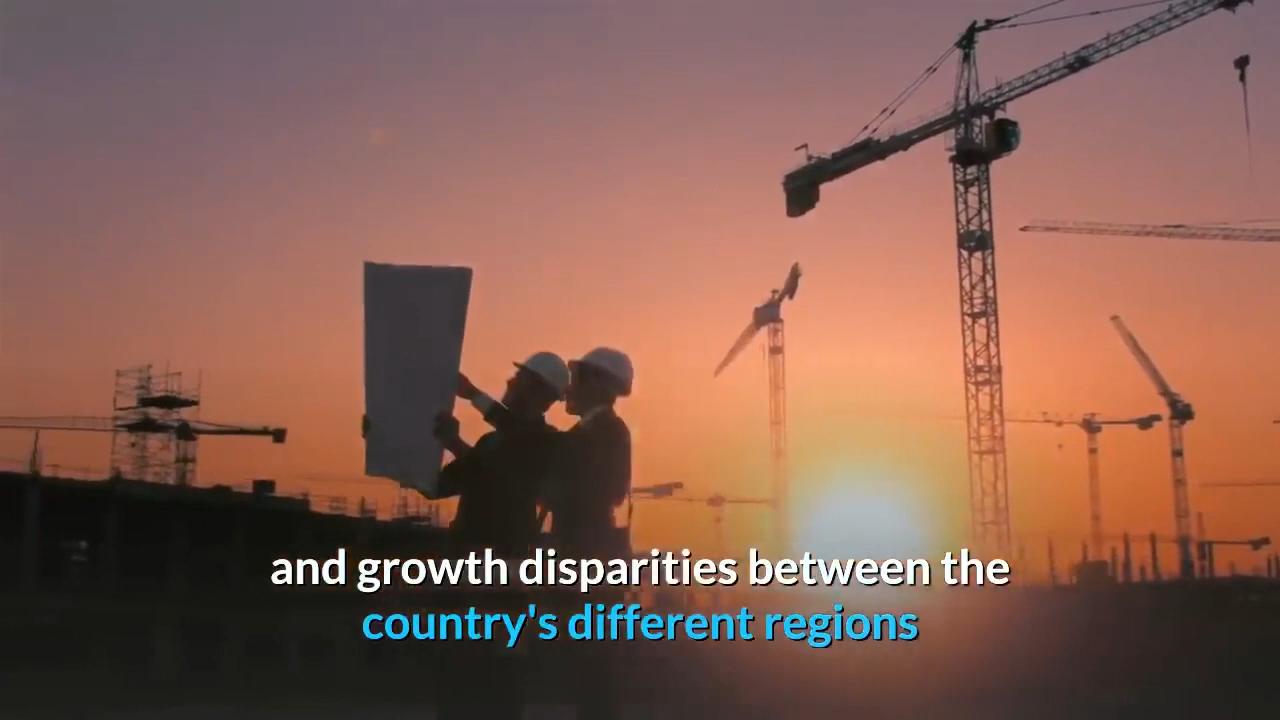 and growth disparities between the
country's different regions